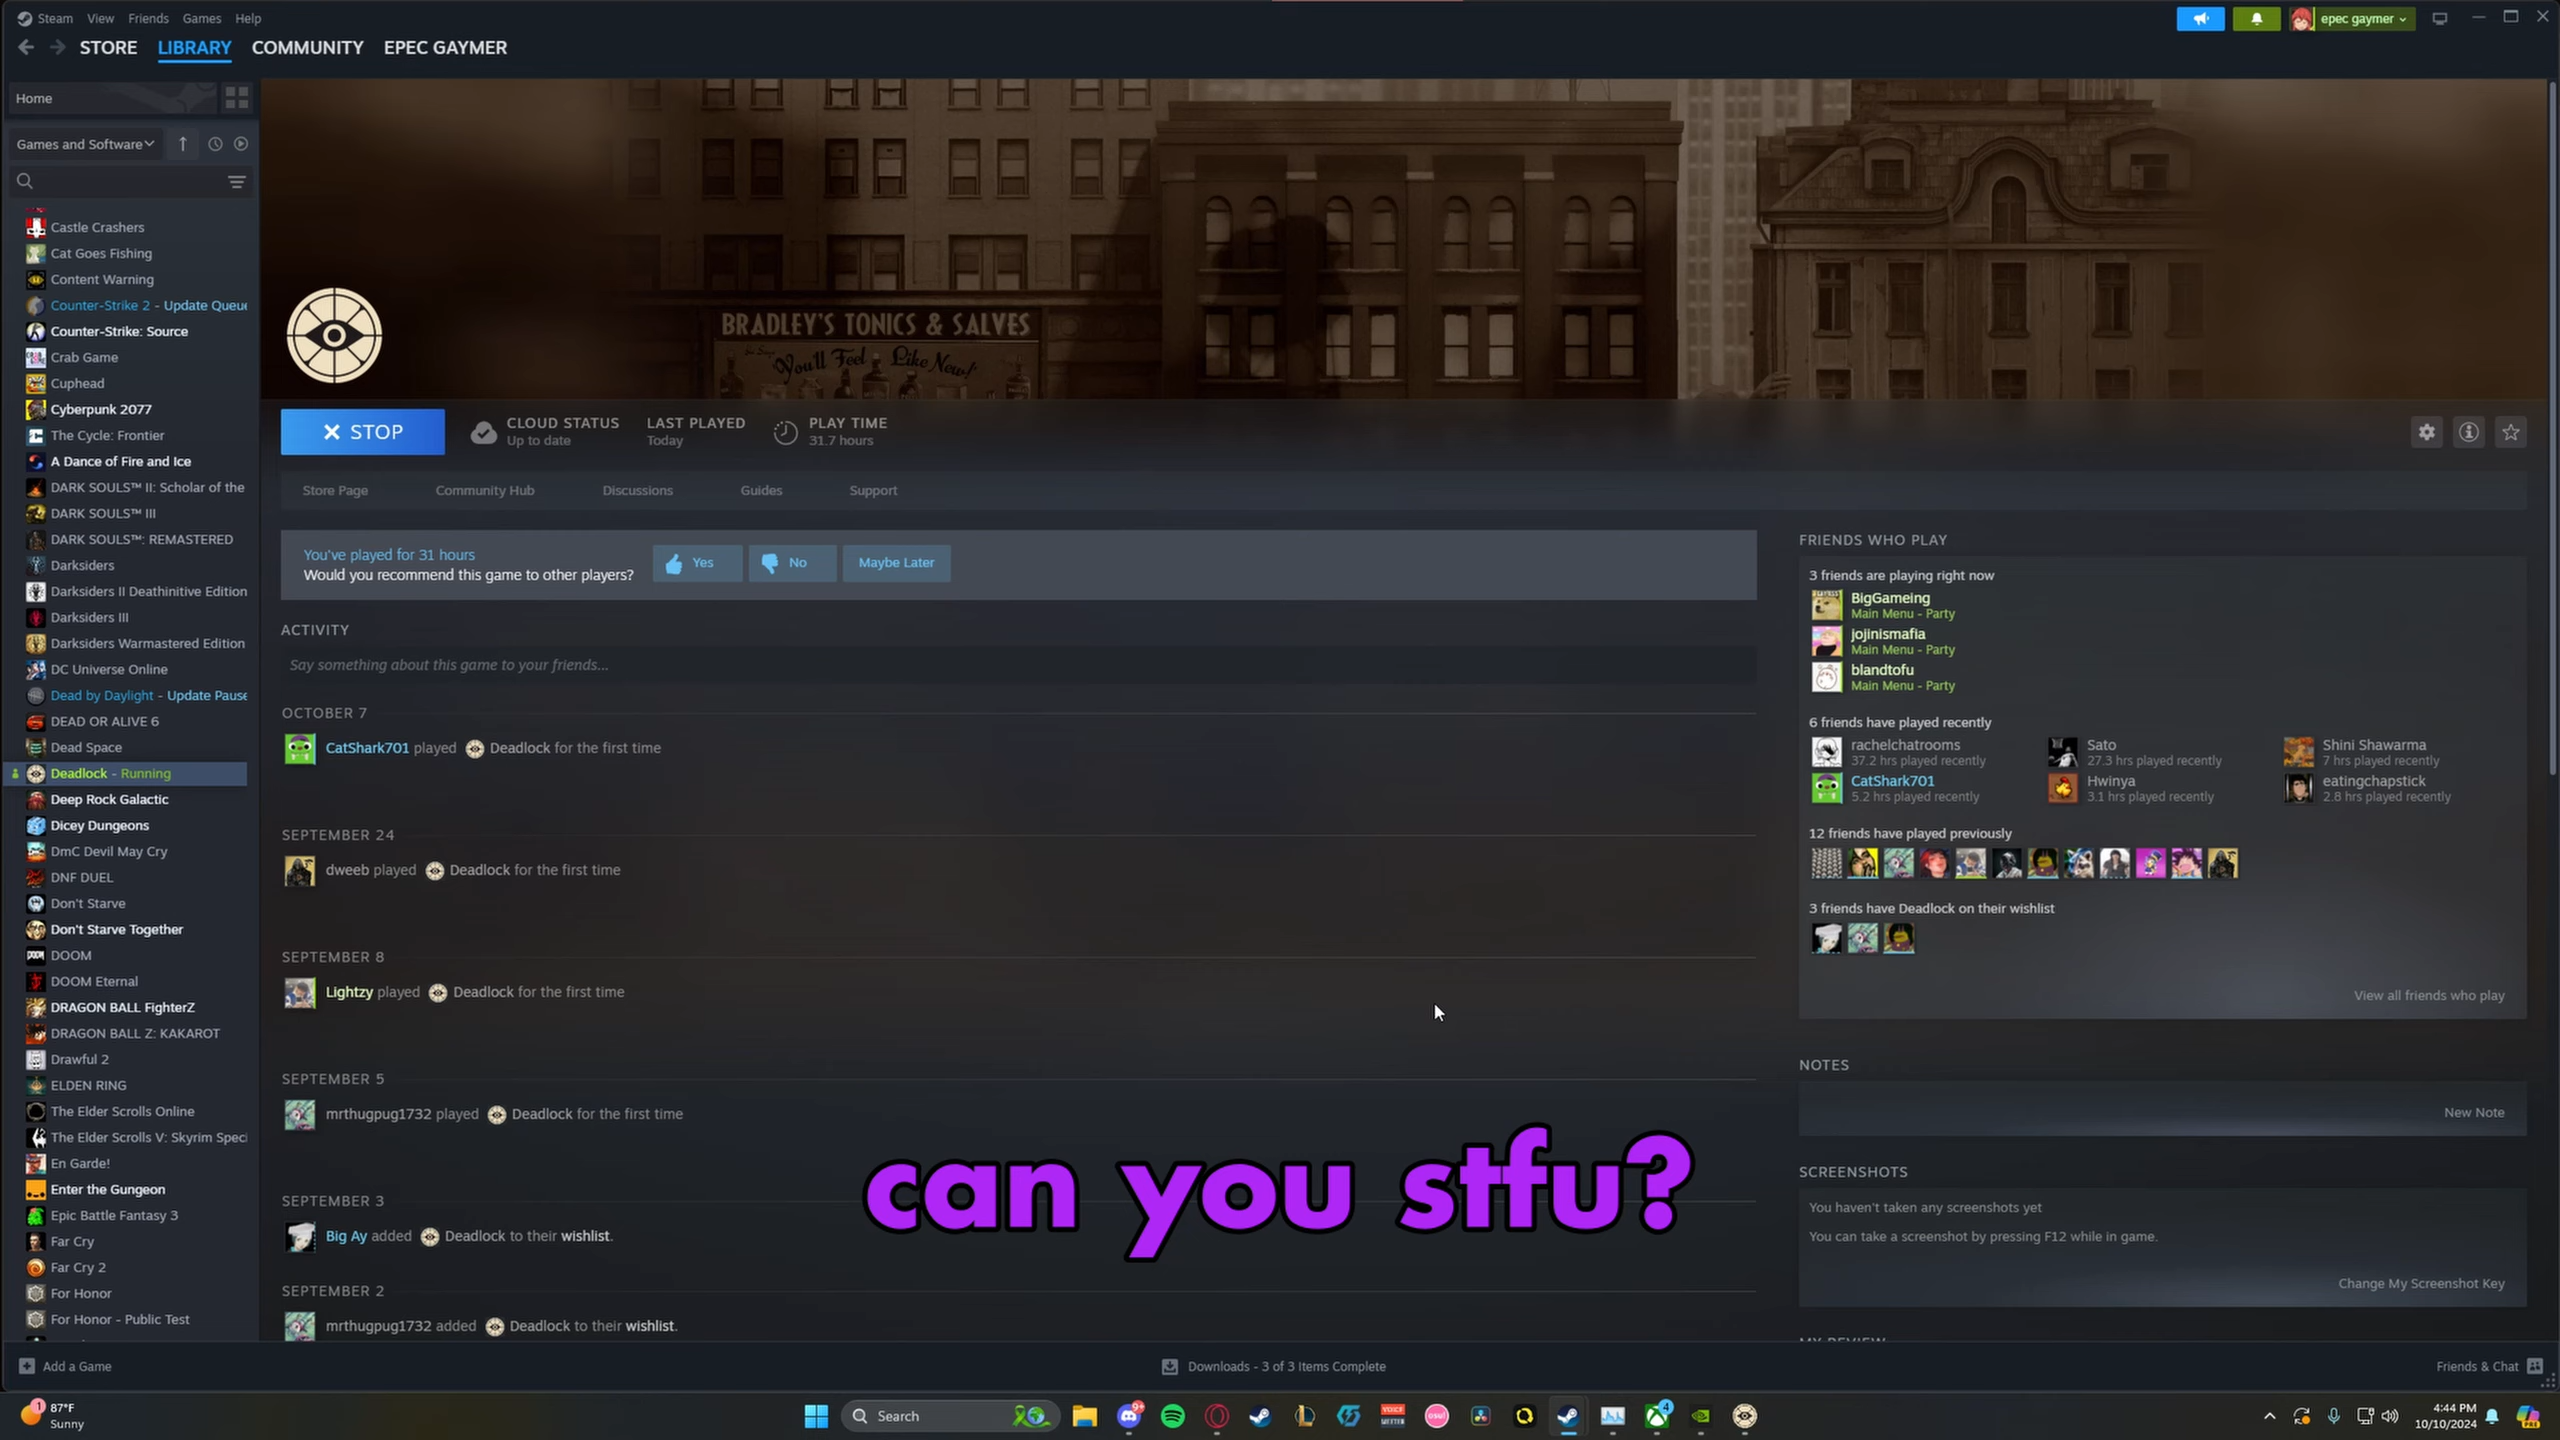 Steam View Friends Games Help
epec gaymer
STORE LIBRARY COMMUNITY EPEC GAYMER
Home
Games and Software
Castle Crashers
Cat Goes Fishing
Content Warning
Counter-Strike 2 - Update Queue
Counter-Strike: Source
Crab Game
Cuphead
Cyberpunk 2077
The Cycle: Frontier
A Dance of Fire and Ice
DARK SOULS™ II: Scholar of the
DARK SOULS™ III
DARK SOULS™: REMASTERED
Darksiders
Darksiders II Deathinitive Edition
Darksiders III
Darksiders Warmastered Edition
DC Universe Online
Dead by Daylight - Update Pause
DEAD OR ALIVE 6
Dead Space
Deadlock - Running
Deep Rock Galactic
Dicey Dungeons
DmC Devil May Cry
DNF DUEL
Don't Starve
Don't Starve Together
DOOM
DOOM Eternal
DRAGON BALL FighterZ
DRAGON BALL Z: KAKAROT
Drawful 2
ELDEN RING
The Elder Scrolls Online
The Elder Scrolls V: Skyrim Speci
En Garde!
Enter the Gungeon
Epic Battle Fantasy 3
Far Cry
Far Cry 2
For Honor
For Honor - Public Test
BRADLEY'S TONICS & SALVES
You'll Feel Like New!
STOP
CLOUD STATUS
Up to date
LAST PLAYED
Today
PLAY TIME
31.7 hours
Store Page Community Hub Discussions Guides Support
You've played for 31 hours
Would you recommend this game to other players?
Yes No Maybe Later
ACTIVITY
Say something about this game to your friends...
OCTOBER 7
CatShark701 played Deadlock for the first time
SEPTEMBER 24
dweeb played Deadlock for the first time
SEPTEMBER 8
Lightzy played Deadlock for the first time
SEPTEMBER 5
mrthugpug1732 played Deadlock for the first time
SEPTEMBER 3
Big Ay added Deadlock to their wishlist.
SEPTEMBER 2
mrthugpug1732 added Deadlock to their wishlist.
can you stfu?
FRIENDS WHO PLAY
3 friends are playing right now
BigGameing
Main Menu - Party
jojinismafia
Main Menu - Party
blandtofu
Main Menu - Party
6 friends have played recently
rachelchatrooms
37.2 hrs played recently
Sato
27.3 hrs played recently
Shini Shawarma
7 hrs played recently
CatShark701
5.2 hrs played recently
Hwinya
3.1 hrs played recently
eatingchapstick
2.8 hrs played recently
12 friends have played previously
3 friends have Deadlock on their wishlist
View all friends who play
NOTES
New Note
SCREENSHOTS
You haven't taken any screenshots yet
You can take a screenshot by pressing F12 while in game.
Change My Screenshot Key
MY REVIEW
Add a Game
Downloads - 3 of 3 Items Complete
Friends & Chat
1
87°F
Sunny
Search
9+
osu!
4
4:44 PM
10/10/2024
PRE